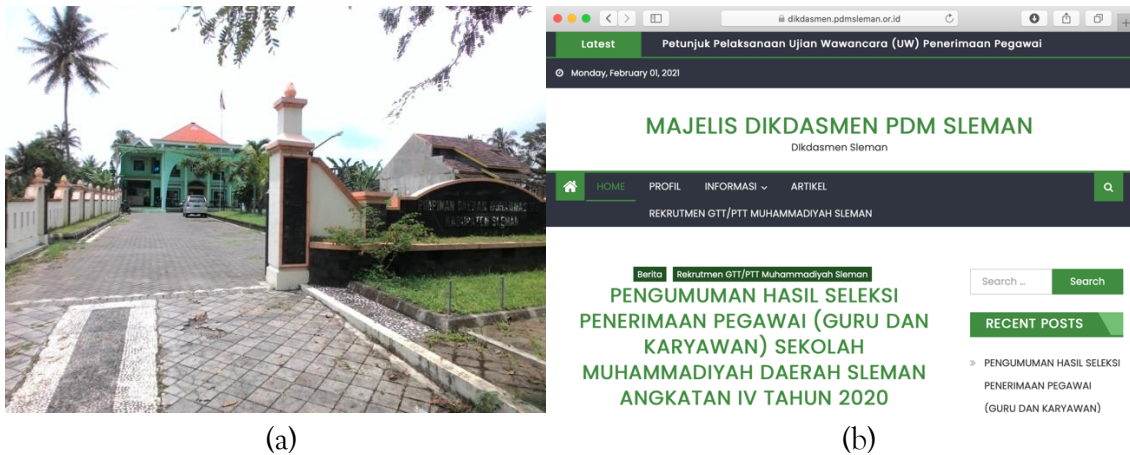 PIMPINAN DAERAH MUHAMMAD
KABUPATEN SLEMAN
(a)
dikdasmen.pdmsleman.or.id
Latest Petunjuk Pelaksanaan Ujian Wawancara (UW) Penerimaan Pegawai
Monday, February 01, 2021
MAJELIS DIKDASMEN PDM SLEMAN
Dikdasmen Sleman
HOME PROFIL INFORMASI ARTIKEL
REKRUTMEN GTT/PTT MUHAMMADIYAH SLEMAN
Berita Rekrutmen GTT/PTT Muhammadiyah Sleman
PENGUMUMAN HASIL SELEKSI
PENERIMAAN PEGAWAI (GURU DAN
KARYAWAN) SEKOLAH
MUHAMMADIYAH DAERAH SLEMAN
ANGKATAN IV TAHUN 2020
Search ... Search
RECENT POSTS
» PENGUMUMAN HASIL SELEKSI
PENERIMAAN PEGAWAI
(GURU DAN KARYAWAN)
(b)